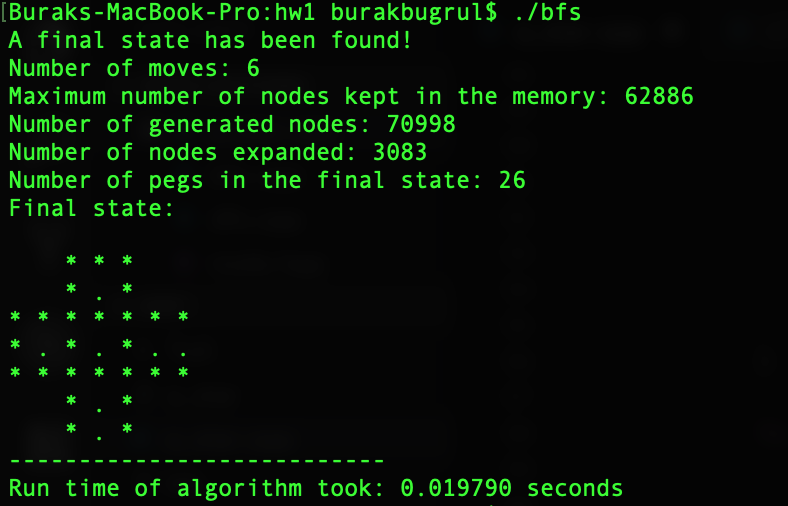 [Buraks-MacBook-Pro:hw1 burakbugrul$ ./bfs
A final state has been found!
Number of moves: 6
Maximum number of nodes kept in the memory: 62886
Number of generated nodes: 70998
Number of nodes expanded: 3083
Number of pegs in the final state: 26
Final state:

    * * *
    * . *
* * * * * * *
* . * . * . .
* * * * * * *
    * . *
    * . *
---------------------------
Run time of algorithm took: 0.019790 seconds